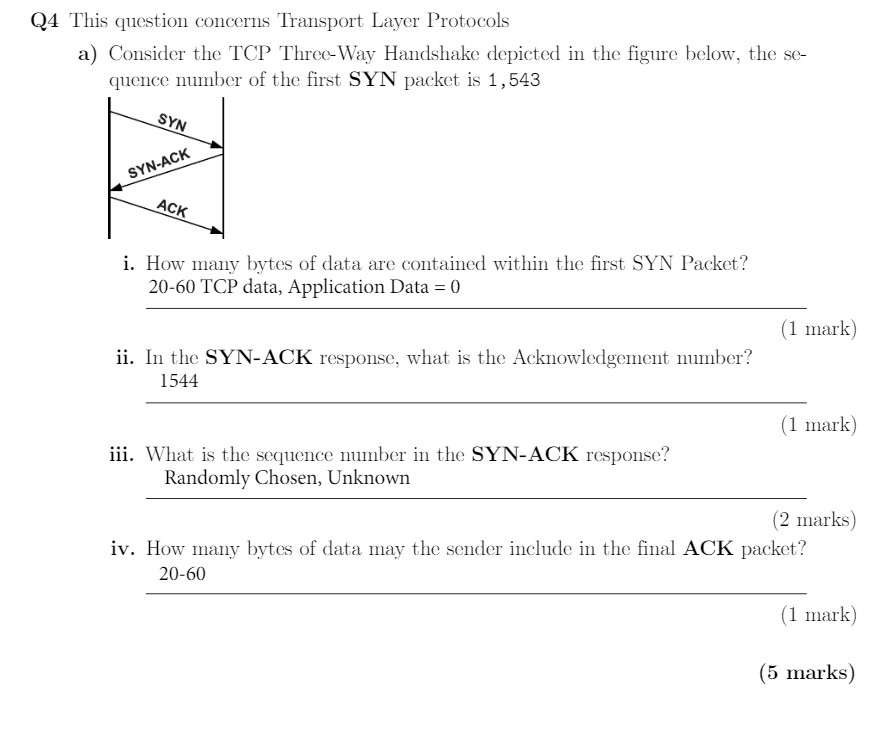 Q4 This question concerns Transport Layer Protocols
a) Consider the TCP Three-Way Handshake depicted in the figure below, the se-
quence number of the first SYN packet is 1,543
SYN
SYN-ACK
ACK
i. How many bytes of data are contained within the first SYN Packet?
20-60 TCP data, Application Data = 0
(1 mark)
ii. In the SYN-ACK response, what is the Acknowledgement number?
1544
(1 mark)
iii. What is the sequence number in the SYN-ACK response?
Randomly Chosen, Unknown
(2 marks)
iv. How many bytes of data may the sender include in the final ACK packet?
20-60
(1 mark)
(5 marks)